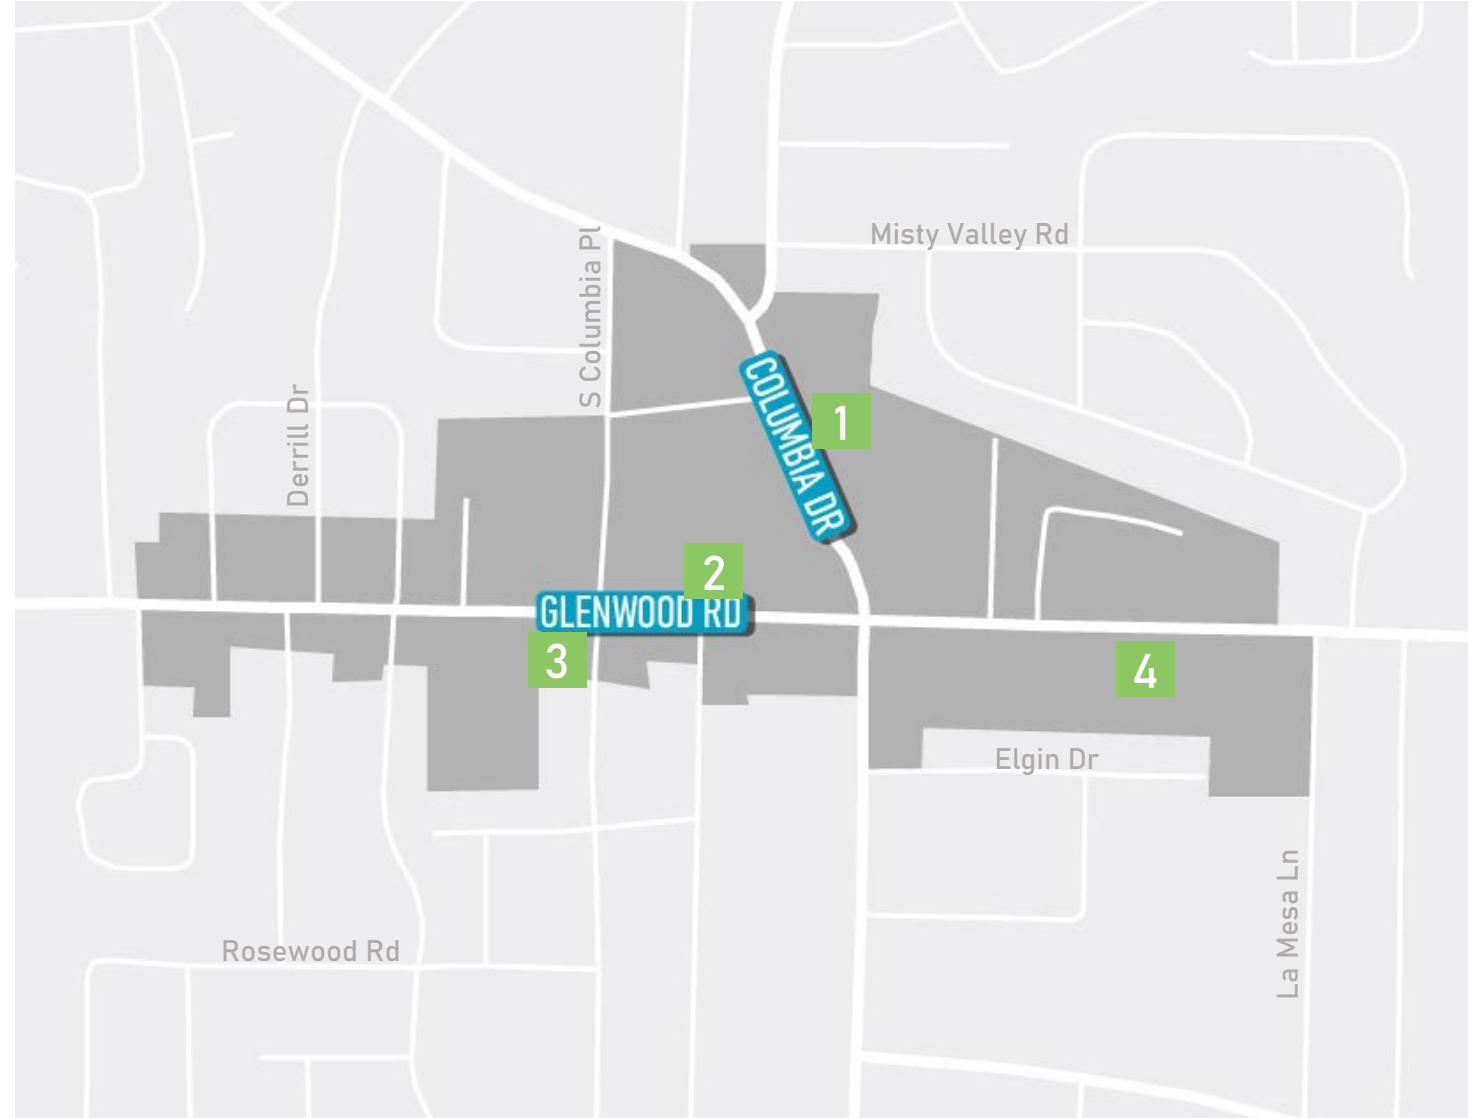 Misty Valley Rd
S Columbia Pl
COLUMBIA DR
1
Derrill Dr
2
GLENWOOD RD
3
4
Elgin Dr
La Mesa Ln
Rosewood Rd